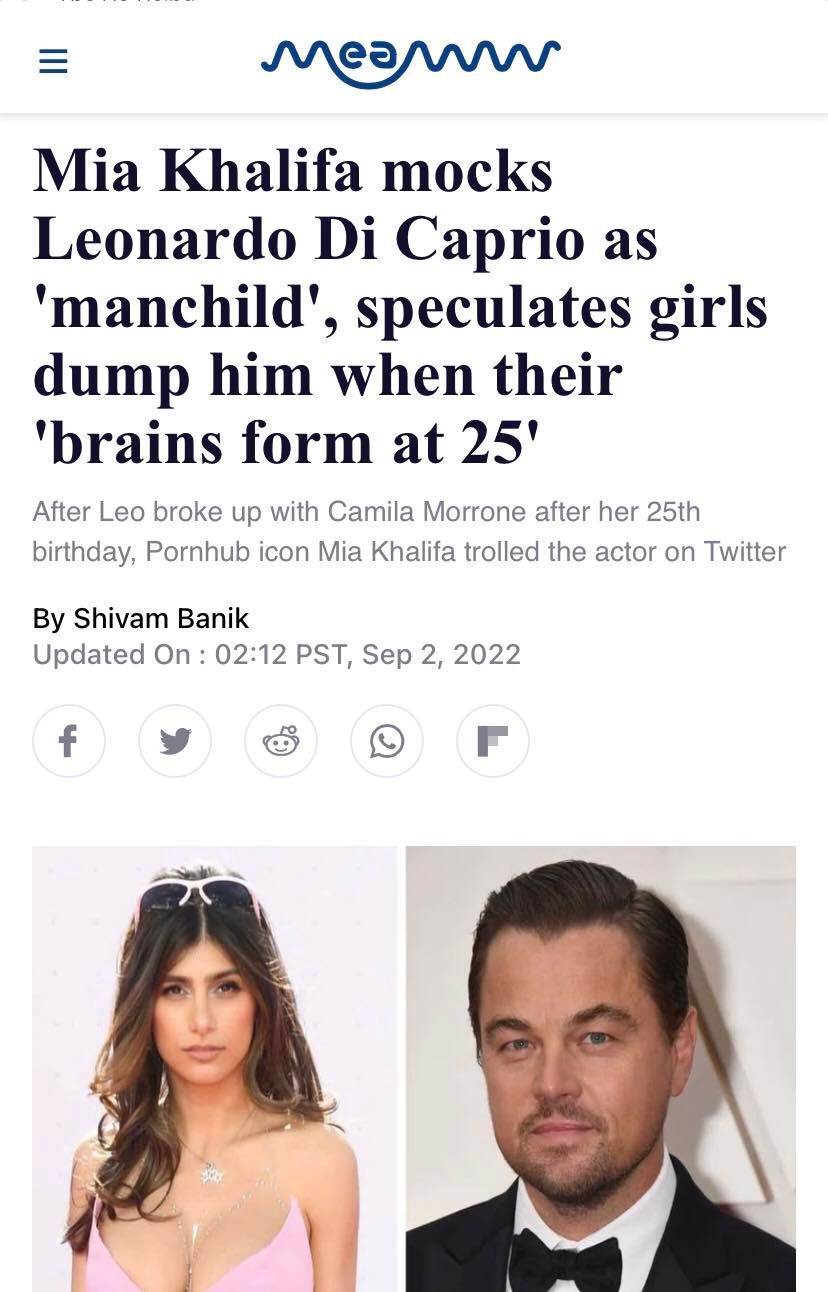 meaww
Mia Khalifa mocks
Leonardo Di Caprio as
'manchild', speculates girls
dump him when their
'brains form at 25'
After Leo broke up with Camila Morrone after her 25th
birthday, Pornhub icon Mia Khalifa trolled the actor on Twitter
By Shivam Banik
Updated On : 02:12 PST, Sep 2, 2022